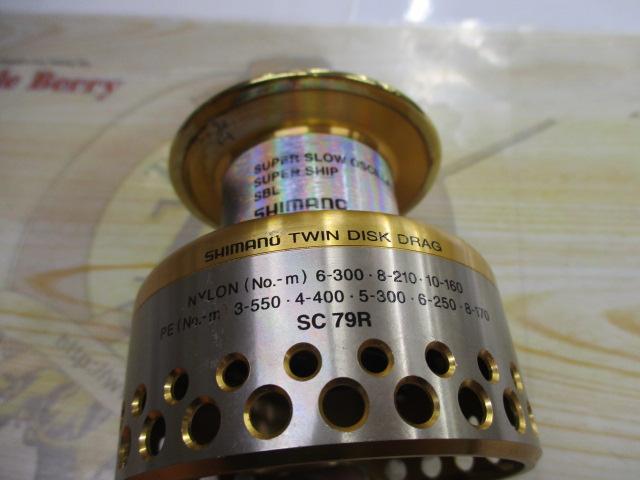 le Berry
SUPER SLOW OSCILLA
SUPER SHIP
SBL
SHIMANO
SHIMANO TWIN DISK DRAG
NYLON (No.-m) 6-300・8-210・10-160
PE (No.-m) 3-550・4-400・5-300・6-250・8-170
SC 79R